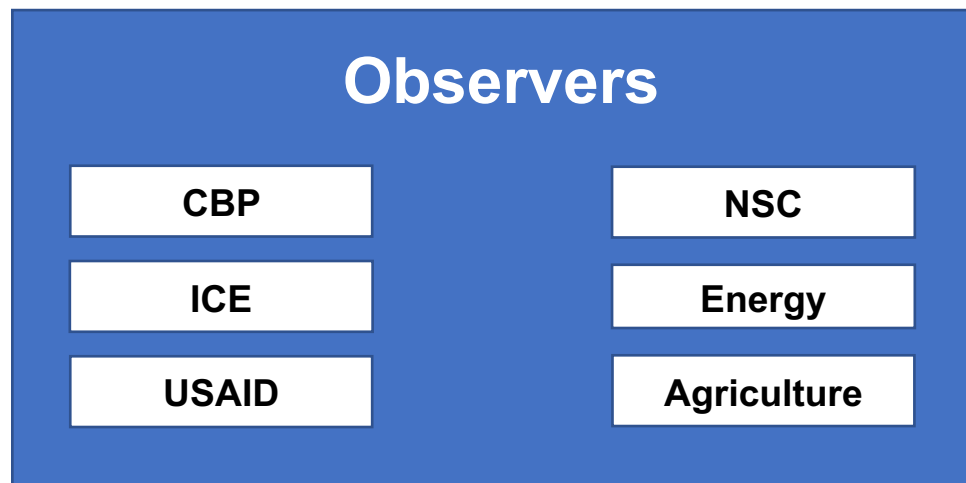 Observers
CBP
NSC
ICE
Energy
USAID
Agriculture